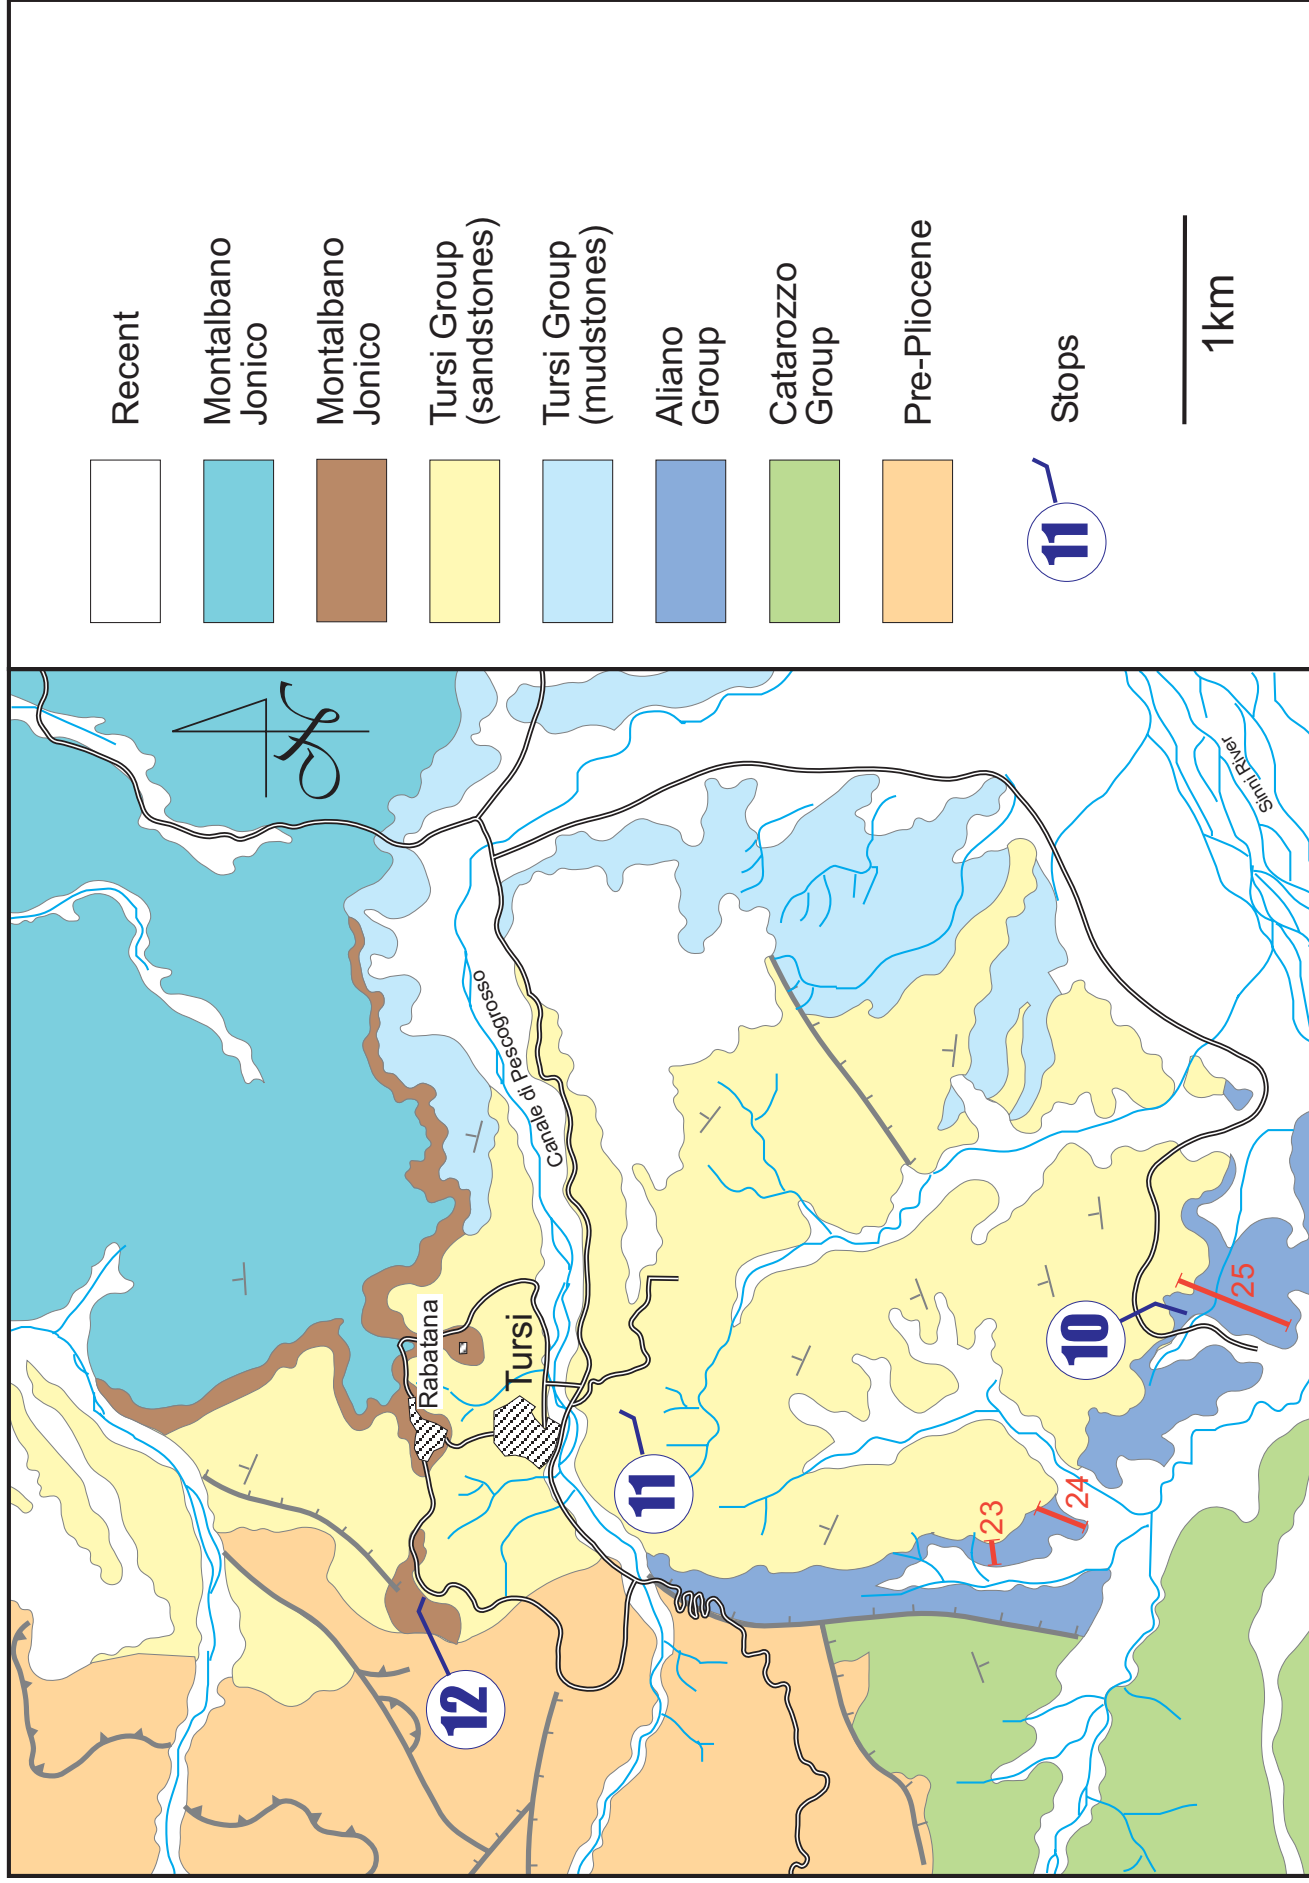 Rabatana
Tursi
Canale di Pescogrosso
Sinni River
12
11
10
23
24
25
Recent
Montalbano
Jonico
Montalbano
Jonico
Tursi Group
(sandstones)
Tursi Group
(mudstones)
Aliano
Group
Catarozzo
Group
Pre-Pliocene
11
Stops
1km